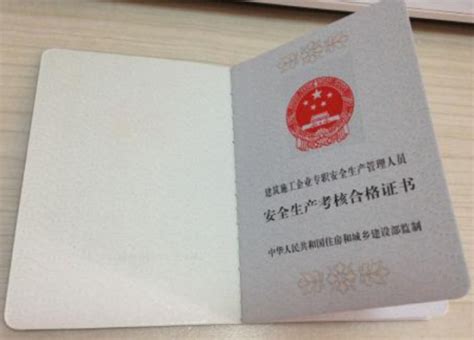 建筑施工企业专职安全生产管理人员
安全生产考核合格证书
中华人民共和国住房和城乡建设部监制